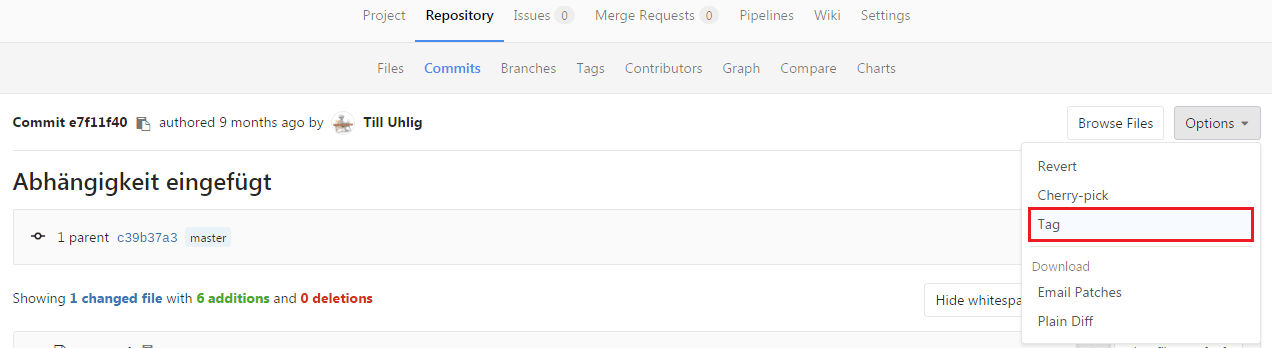 Project Repository Issues 0 Merge Requests 0 Pipelines Wiki Settings
Files Commits Branches Tags Contributors Graph Compare Charts
Commit e7f11f40 authored 9 months ago by Till Uhlig Browse Files Options
Abhängigkeit eingefügt
1 parent c39b37a3 master
Showing 1 changed file with 6 additions and 0 deletions
Hide whitespa
Revert
Cherry-pick
Tag
Download
Email Patches
Plain Diff